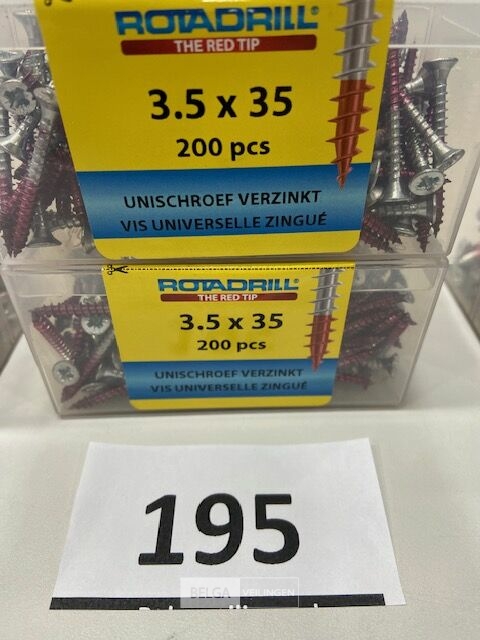 ROTADRILL®
THE RED TIP
3.5 x 35
200 pcs
UNISCHROEF VERZINKT
VIS UNIVERSELLE ZINGUÉ
ROTADRILL®
THE RED TIP
3.5 x 35
200 pcs
UNISCHROEF VERZINKT
VIS UNIVERSELLE ZINGUÉ
195
BELGA VEILINGEN